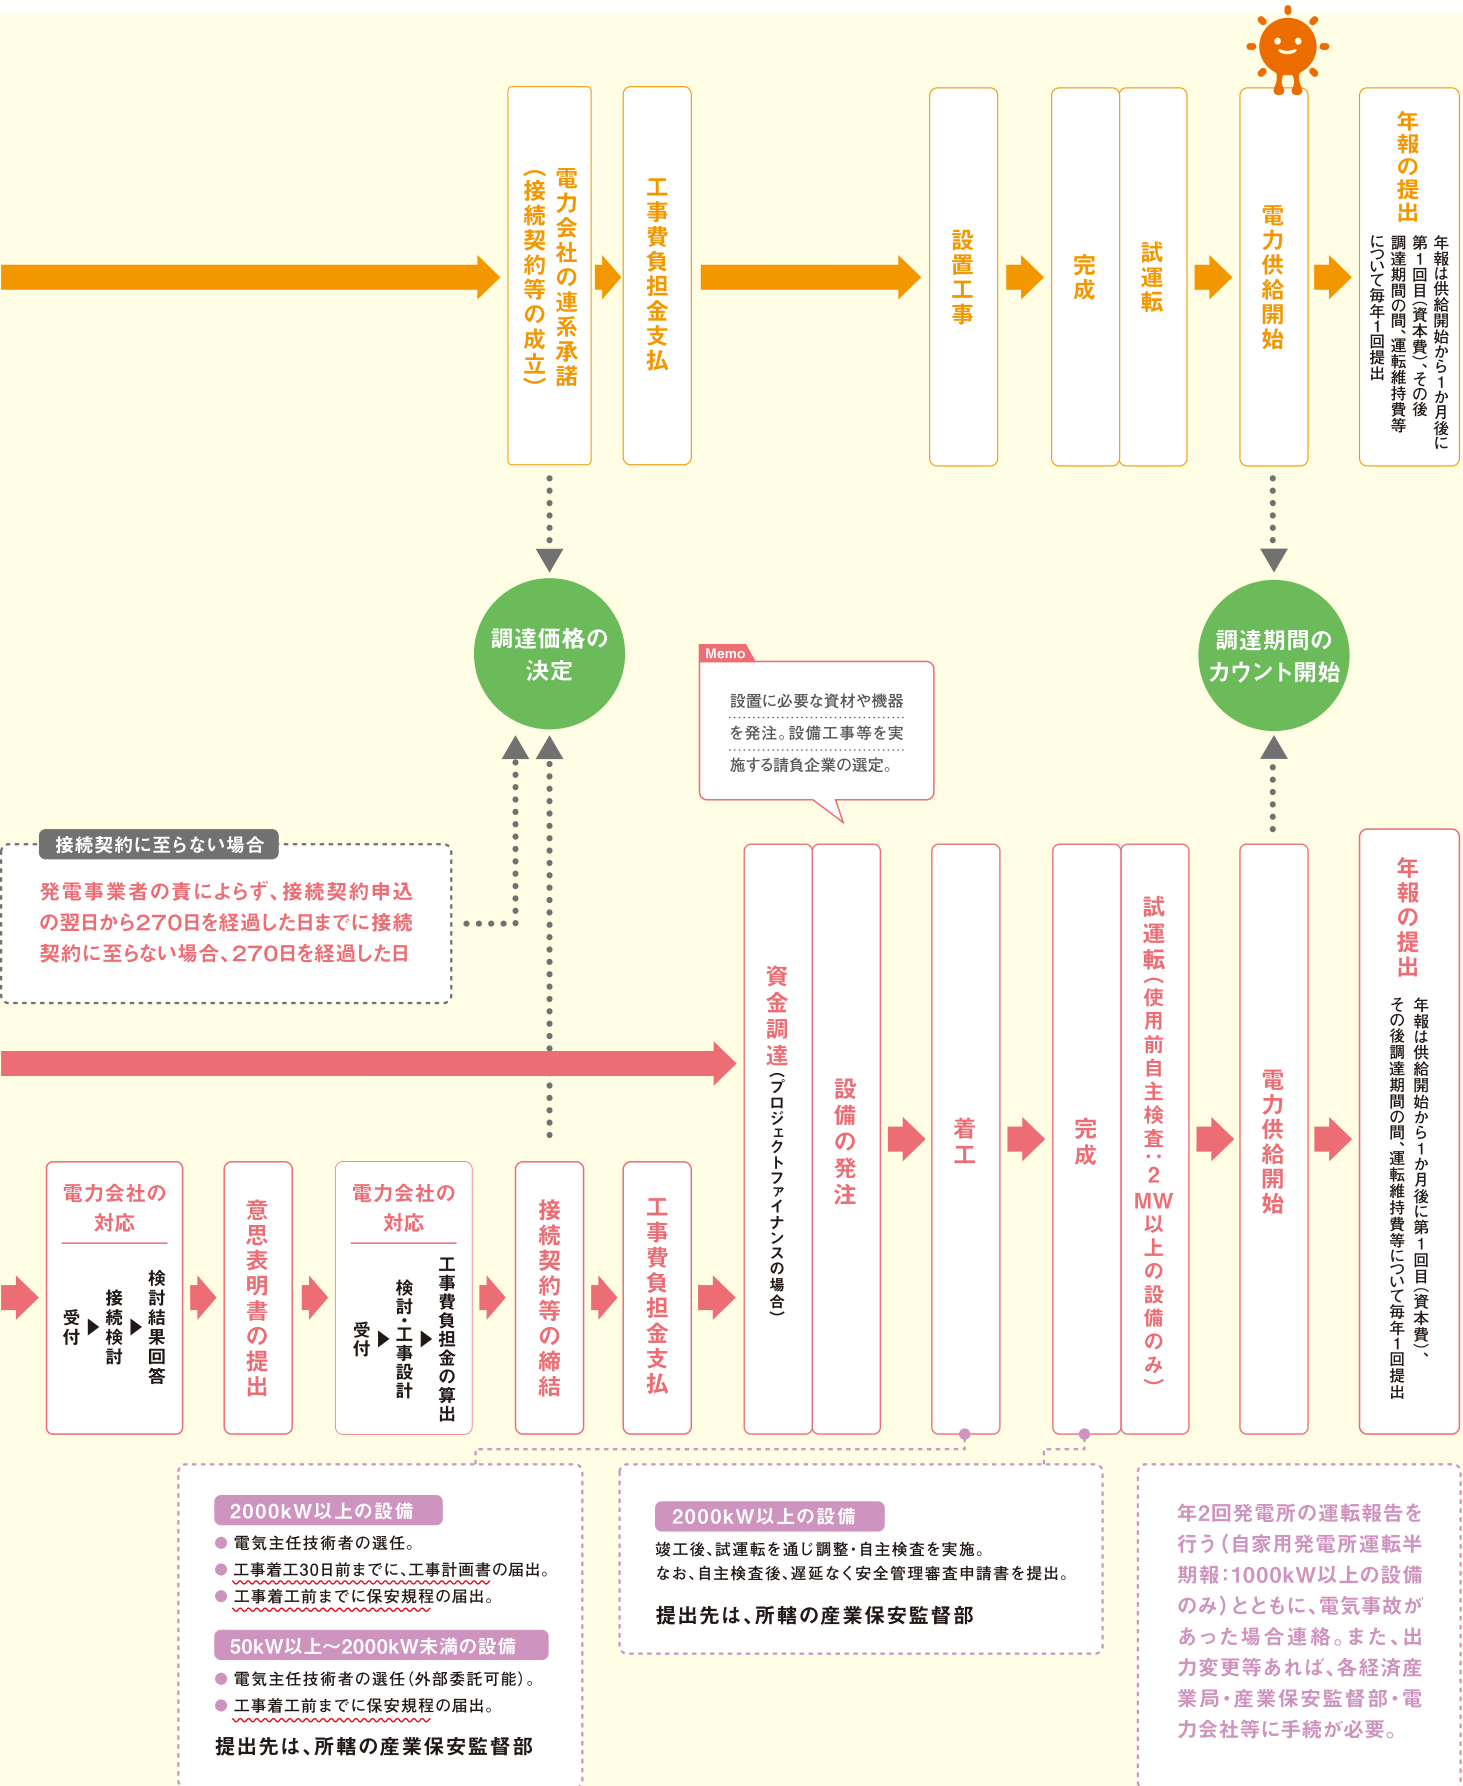 電力会社の連系承諾
（接続契約等の成立）
工事費負担金支払
設置工事
完成
試運転
電力供給開始
年報の提出
年報は供給開始から1か月後に
第1回目（資本費）、その後
調達期間の間、運転維持費等
について毎年1回提出
調達価格の
決定
調達期間の
カウント開始
Memo
設置に必要な資材や機器
を発注。設備工事等を実
施する請負企業の選定。
接続契約に至らない場合
発電事業者の責によらず、接続契約申込
の翌日から270日を経過した日までに接続
契約に至らない場合、270日を経過した日
電力会社の
対応
受付
接続検討
検討結果回答
意思表明書の提出
電力会社の
対応
受付
検討・工事設計
工事費負担金の算出
接続契約等の締結
工事費負担金支払
資金調達（プロジェクトファイナンスの場合）
設備の発注
着工
完成
試運転（使用前自主検査：2MW以上の設備のみ）
電力供給開始
年報の提出
年報は供給開始から1か月後に第1回目（資本費）、
その後調達期間の間、運転維持費等について毎年1回提出
2000kW以上の設備
電気主任技術者の選任。
工事着工30日前までに、工事計画書の届出。
工事着工前までに保安規程の届出。
50kW以上～2000kW未満の設備
電気主任技術者の選任（外部委託可能）。
工事着工前までに保安規程の届出。
提出先は、所轄の産業保安監督部
2000kW以上の設備
竣工後、試運転を通じ調整・自主検査を実施。
なお、自主検査後、遅延なく安全管理審査申請書を提出。
提出先は、所轄の産業保安監督部
年2回発電所の運転報告を
行う（自家用発電所運転半
期報：1000kW以上の設備
のみ）とともに、電気事故が
あった場合連絡。また、出
力変更等あれば、各経済産
業局・産業保安監督部・電
力会社等に手続が必要。